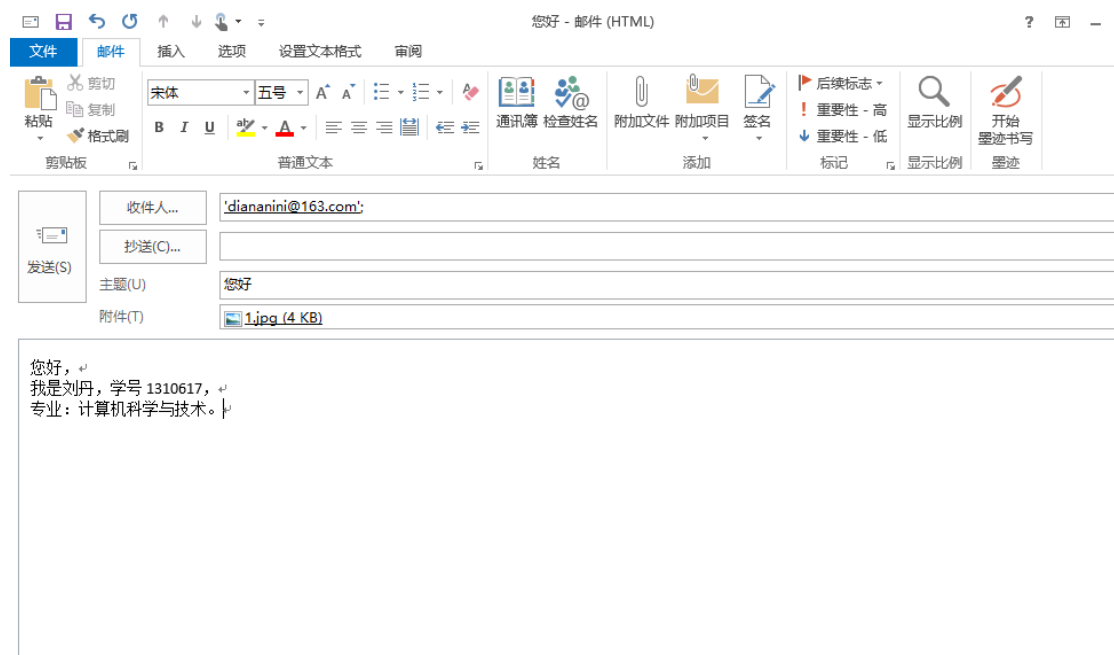 您好 - 邮件 (HTML)
?
文件 邮件 插入 选项 设置文本格式 审阅
粘贴
剪切
复制
格式刷
剪贴板
宋体 五号 A A
B I U aby A
普通文本
通讯簿 检查姓名
姓名
附加文件 附加项目 签名
添加
后续标志
! 重要性 - 高
重要性 - 低
标记
显示比例
显示比例
开始
墨迹书写
墨迹
发送(S)
收件人... 'diananini@163.com';
抄送(C)...
主题(U) 您好
附件(T) 1.jpg (4 KB)
您好，
我是刘丹，学号 1310617，
专业：计算机科学与技术。